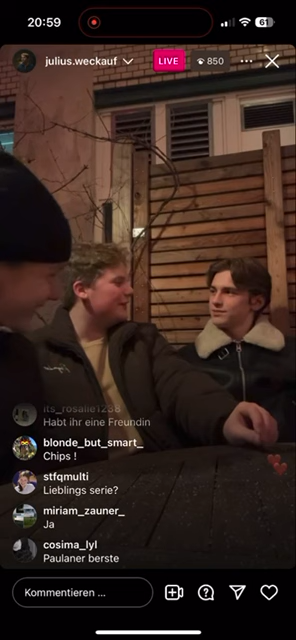 20:59
61
julius.weckauf
LIVE
850
its_rosalie1238
Habt ihr eine Freundin
blonde_but_smart_
Chips !
stfqmulti
Lieblings serie?
miriam_zauner_
Ja
cosima_lyl
Paulaner berste
Kommentieren ...